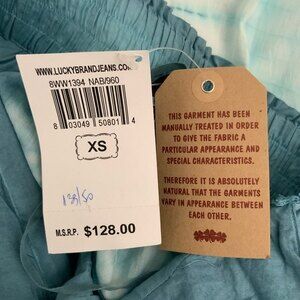 WWW.LUCKYBRANDJEANS.COM
8WW1394 NAB/960
8 03049 50801 4
XS
M.S.R.P. $128.00
THIS GARMENT HAS BEEN
MANUALLY TREATED IN ORDER
TO GIVE THE FABRIC A
PARTICULAR APPEARANCE AND
SPECIAL CHARACTERISTICS.
THEREFORE IT IS ABSOLUTELY
NATURAL THAT THE GARMENTS
VARY IN APPEARANCE BETWEEN
EACH OTHER.